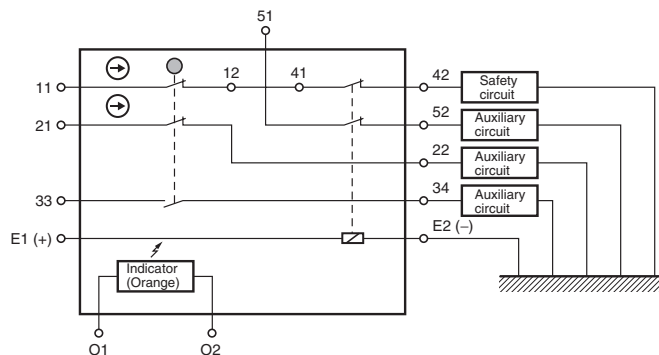 51
11
12
41
42
Safety
circuit
21
52
Auxiliary
circuit
22
Auxiliary
circuit
33
34
Auxiliary
circuit
E1 (+)
E2 (−)
Indicator
(Orange)
O1
O2